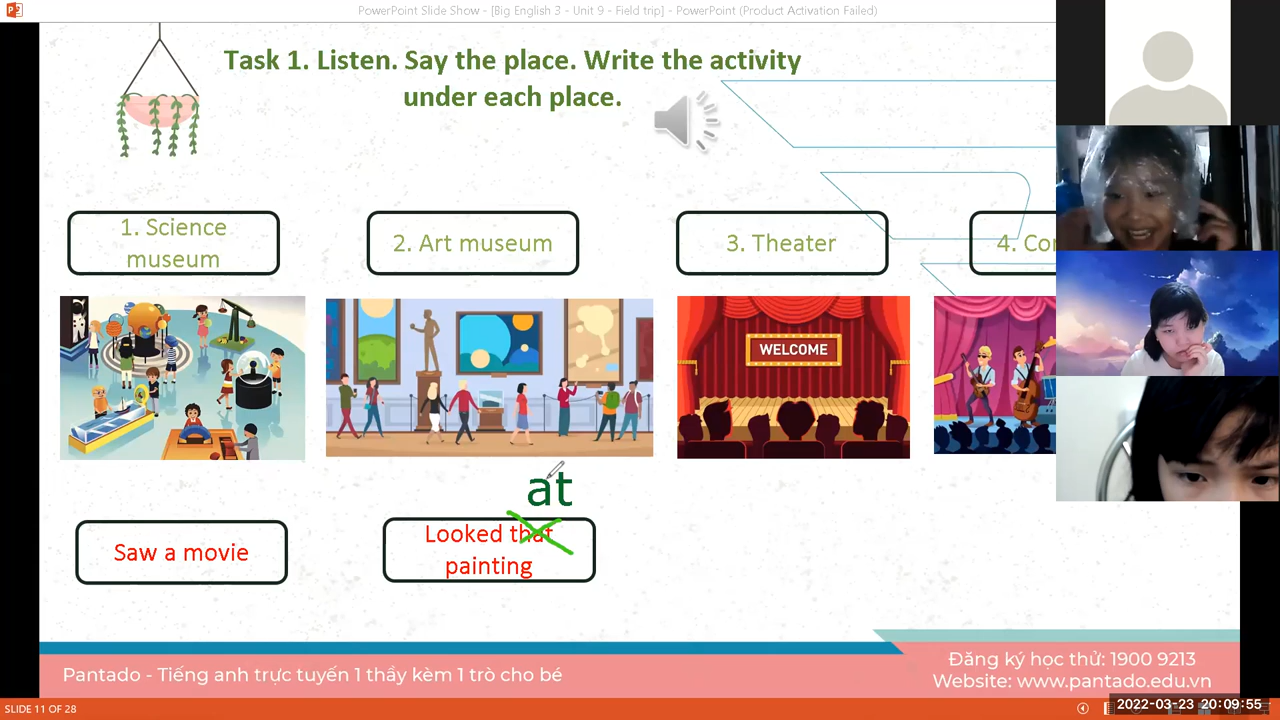 PowerPoint Slide Show - [Big English 3 - Unit 9 - Field trip] - PowerPoint (Product Activation Failed)
Task 1. Listen. Say the place. Write the activity
under each place.
1. Science
museum
2. Art museum
3. Theater
4. Con
WELCOME
at
Saw a movie
Looked that
painting
Pantado - Tiếng anh trực tuyến 1 thầy kèm 1 trò cho bé
Đăng ký học thử: 1900 9213
Website: www.pantado.edu.vn
SLIDE 11 OF 28
2022-03-23 20:09:55